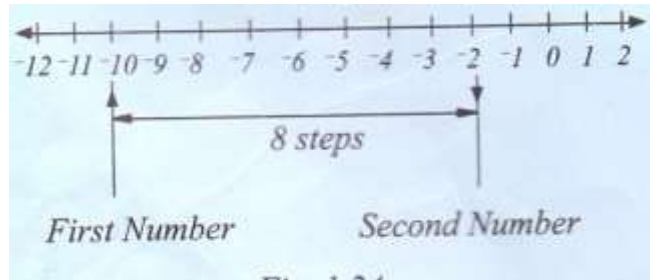 ⁻12 ⁻11 ⁻10 ⁻9 ⁻8 ⁻7 ⁻6 ⁻5 ⁻4 ⁻3 ⁻2 ⁻1 0 1 2
8 steps
First Number Second Number